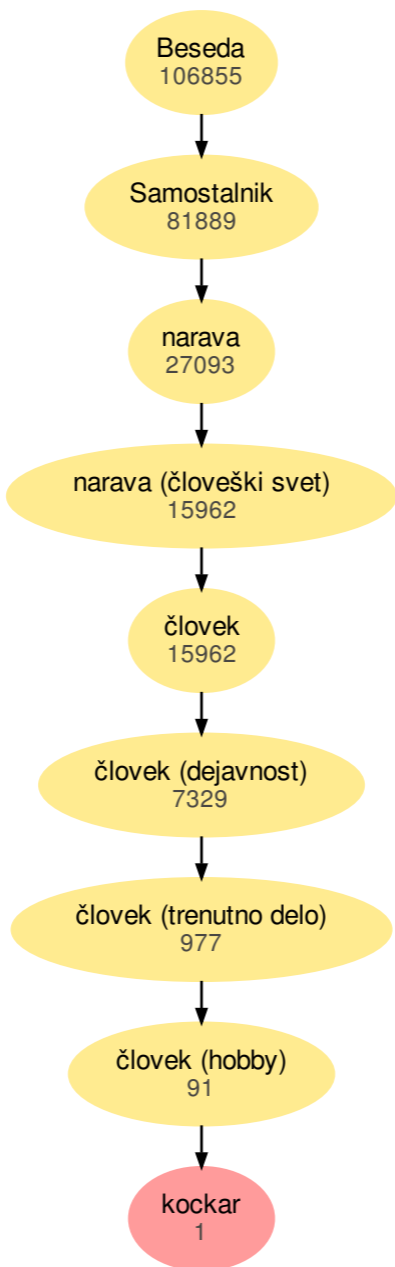 Beseda
106855
Samostalnik
81889
narava
27093
narava (človeški svet)
15962
človek
15962
človek (dejavnost)
7329
človek (trenutno delo)
977
človek (hobby)
91
kockar
1